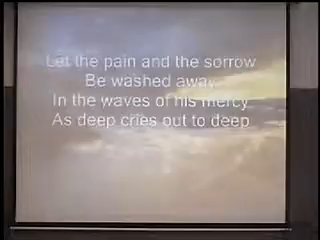 Let the pain and the sorrow
Be washed away
In the waves of his mercy
As deep cries out to deep